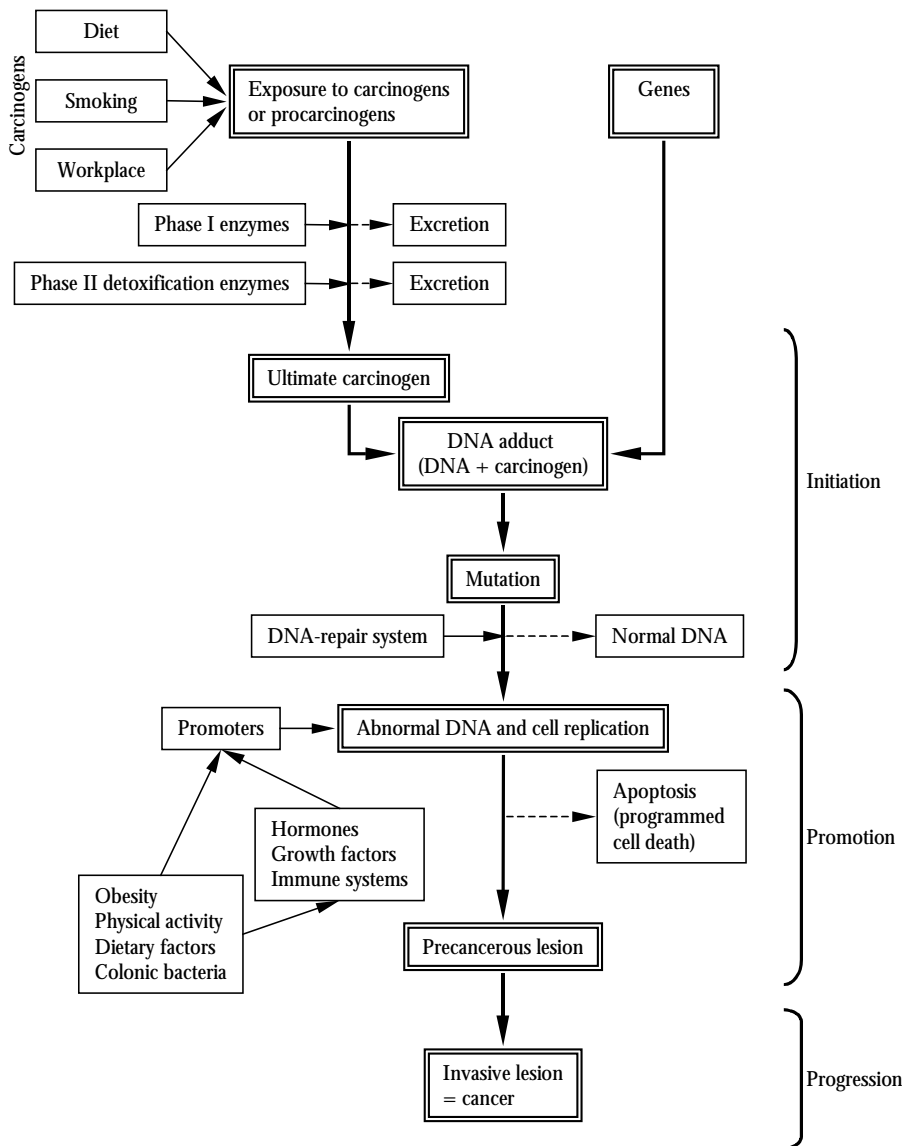 Carcinogens
Diet
Smoking
Workplace
Exposure to carcinogens
or procarcinogens
Genes
Phase I enzymes
Excretion
Phase II detoxification enzymes
Excretion
Ultimate carcinogen
DNA adduct
(DNA + carcinogen)
Initiation
Mutation
DNA-repair system
Normal DNA
Promoters
Abnormal DNA and cell replication
Apoptosis
(programmed
cell death)
Hormones
Growth factors
Immune systems
Promotion
Obesity
Physical activity
Dietary factors
Colonic bacteria
Precancerous lesion
Invasive lesion
= cancer
Progression